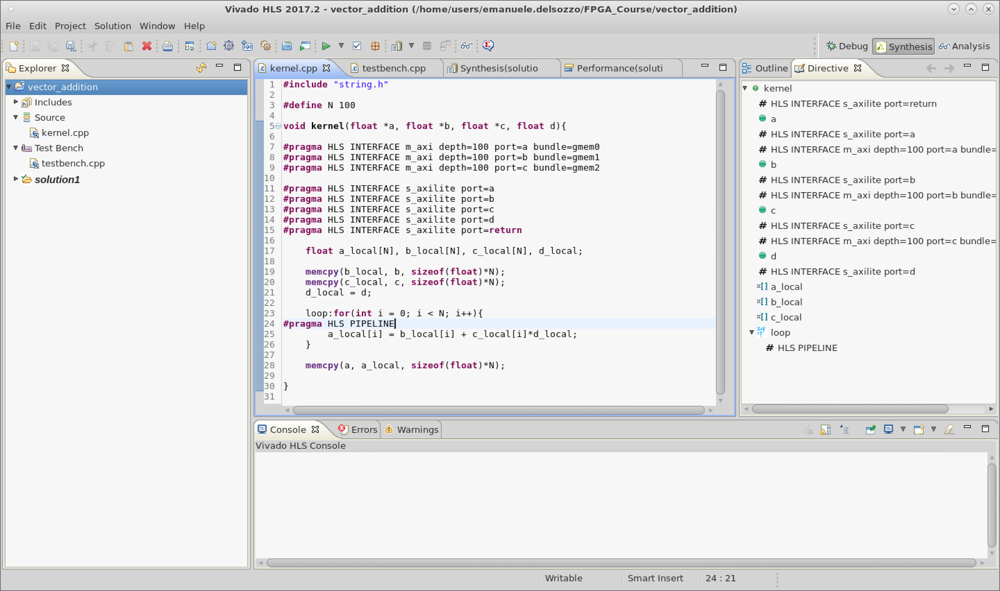 Vivado HLS 2017.2 - vector_addition (/home/users/emanuele.delsozzo/FPGA_Course/vector_addition)
File Edit Project Solution Window Help
Debug Synthesis Analysis
Explorer
vector_addition
Includes
Source
kernel.cpp
Test Bench
testbench.cpp
solution1
kernel.cpp testbench.cpp Synthesis(solutio Performance(soluti
1 #include "string.h"
2
3 #define N 100
4
5 void kernel(float *a, float *b, float *c, float d){
6
7 #pragma HLS INTERFACE m_axi depth=100 port=a bundle=gmem0
8 #pragma HLS INTERFACE m_axi depth=100 port=b bundle=gmem1
9 #pragma HLS INTERFACE m_axi depth=100 port=c bundle=gmem2
10
11 #pragma HLS INTERFACE s_axilite port=a
12 #pragma HLS INTERFACE s_axilite port=b
13 #pragma HLS INTERFACE s_axilite port=c
14 #pragma HLS INTERFACE s_axilite port=d
15 #pragma HLS INTERFACE s_axilite port=return
16
17 float a_local[N], b_local[N], c_local[N], d_local;
18
19 memcpy(b_local, b, sizeof(float)*N);
20 memcpy(c_local, c, sizeof(float)*N);
21 d_local = d;
22
23 loop:for(int i = 0; i < N; i++){
24 #pragma HLS PIPELINE
25 a_local[i] = b_local[i] + c_local[i]*d_local;
26 }
27
28 memcpy(a, a_local, sizeof(float)*N);
29
30 }
31
Outline Directive
kernel
# HLS INTERFACE s_axilite port=return
a
# HLS INTERFACE s_axilite port=a
# HLS INTERFACE m_axi depth=100 port=a bundle=
b
# HLS INTERFACE s_axilite port=b
# HLS INTERFACE m_axi depth=100 port=b bundle=
c
# HLS INTERFACE s_axilite port=c
# HLS INTERFACE m_axi depth=100 port=c bundle=
d
# HLS INTERFACE s_axilite port=d
x[] a_local
x[] b_local
x[] c_local
loop
# HLS PIPELINE
Console Errors Warnings
Vivado HLS Console
Writable Smart Insert 24 : 21